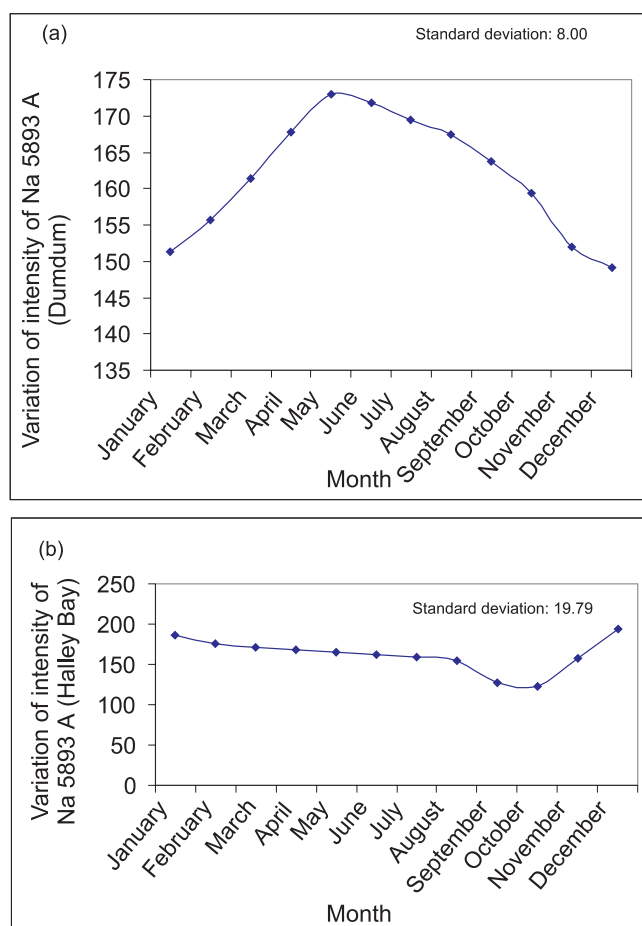 (a)
Standard deviation: 8.00
Variation of intensity of Na 5893 A
(Dumdum)
175
170
165
160
155
150
145
140
135
January
February
March
April
May
June
July
August
September
October
November
December
Month
(b)
Standard deviation: 19.79
Variation of intensity of
Na 5893 A (Halley Bay)
250
200
150
100
50
0
January
February
March
April
May
June
July
August
September
October
November
December
Month